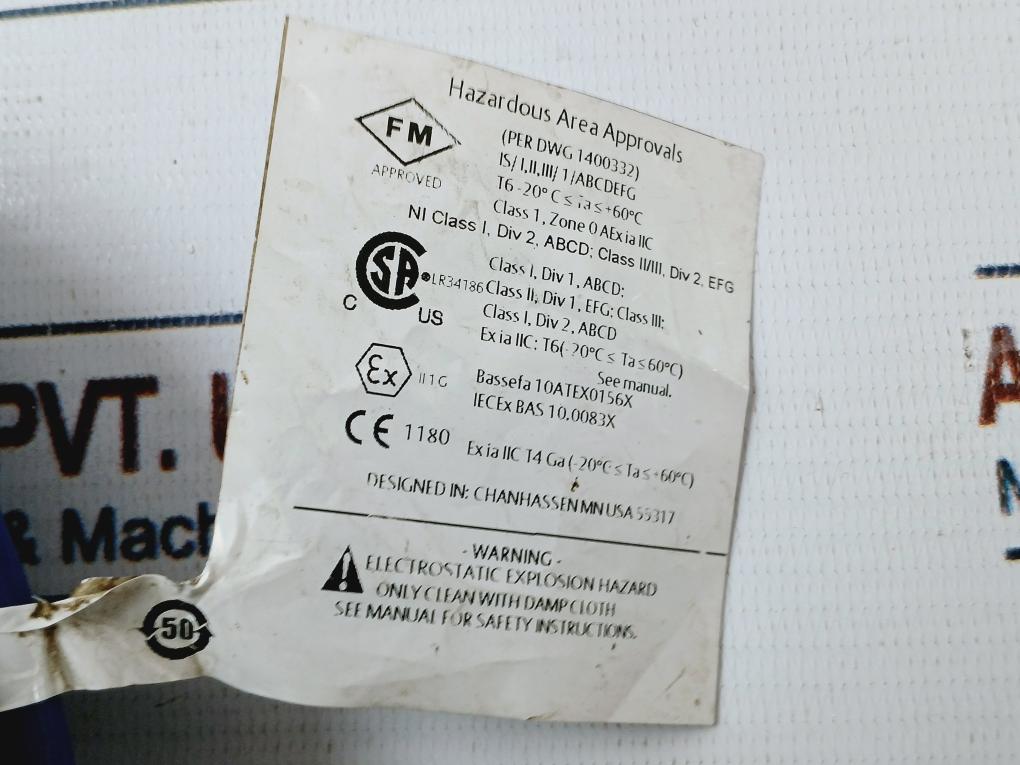 Hazardous Area Approvals
FM
APPROVED
(PER DWG 1400332)
IS/ I,II,III/ 1 /ABCDEFG
T6 -20° C ≤ Ta ≤ +60°C
Class 1, Zone 0 AEx ia IIC
NI Class I, Div 2, ABCD; Class II/III, Div 2, EFG
SA
C US
®LR34186
Class I, Div 1, ABCD;
Class II, Div 1, EFG; Class III;
Class I, Div 2, ABCD
Ex ia IIC: T6(-20°C ≤ Ta ≤ 60°C)
See manual.
Ex II 1 G
Bassefa 10ATEX0156X
IECEx BAS 10.0083X
CE 1180
Ex ia IIC T4 Ga (-20°C ≤ Ta ≤ +60°C)
DESIGNED IN: CHANHASSEN MN USA 55317
- WARNING -
ELECTROSTATIC EXPLOSION HAZARD
ONLY CLEAN WITH DAMP CLOTH
SEE MANUAL FOR SAFETY INSTRUCTIONS.
50
PVT.
& Mach